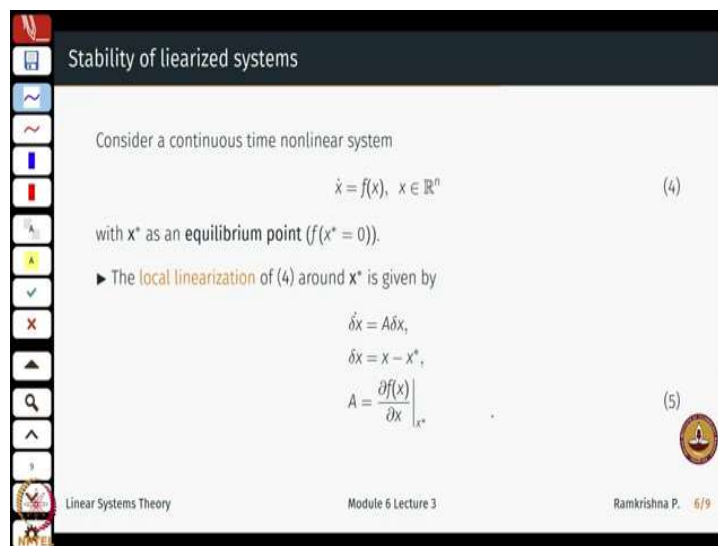 Stability of liearized systems
Consider a continuous time nonlinear system
ẋ = f(x), x ∈ ℝⁿ (4)
with x* as an equilibrium point (f(x* = 0)).
▶ The local linearization of (4) around x* is given by
δ̇x = Aδx,
δx = x − x*,
A = ∂f(x)/∂x |ₓ* (5)
9
Linear Systems Theory Module 6 Lecture 3 Ramkrishna P. 6/9
NPTEL